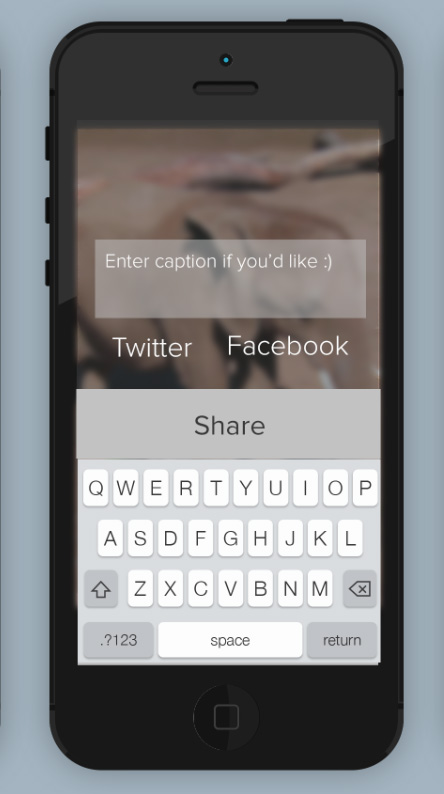 Enter caption if you'd like :)
Twitter Facebook
Share
Q W E R T Y U I O P
A S D F G H J K L
Z X C V B N M
.?123 space return